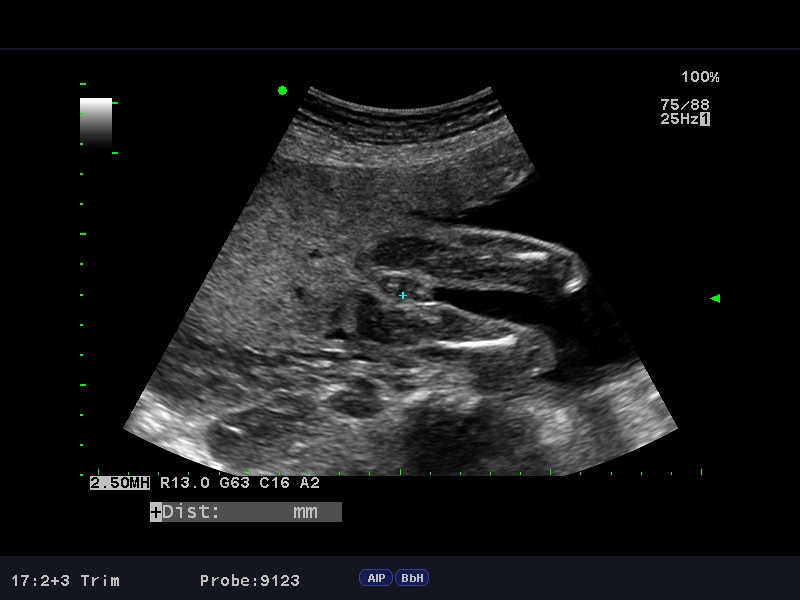 100%
75/88
25Hz1
2.50MH R13.0 G63 C16 A2
+Dist: mm
17:2+3 Trim Probe:9123 AIP BbH